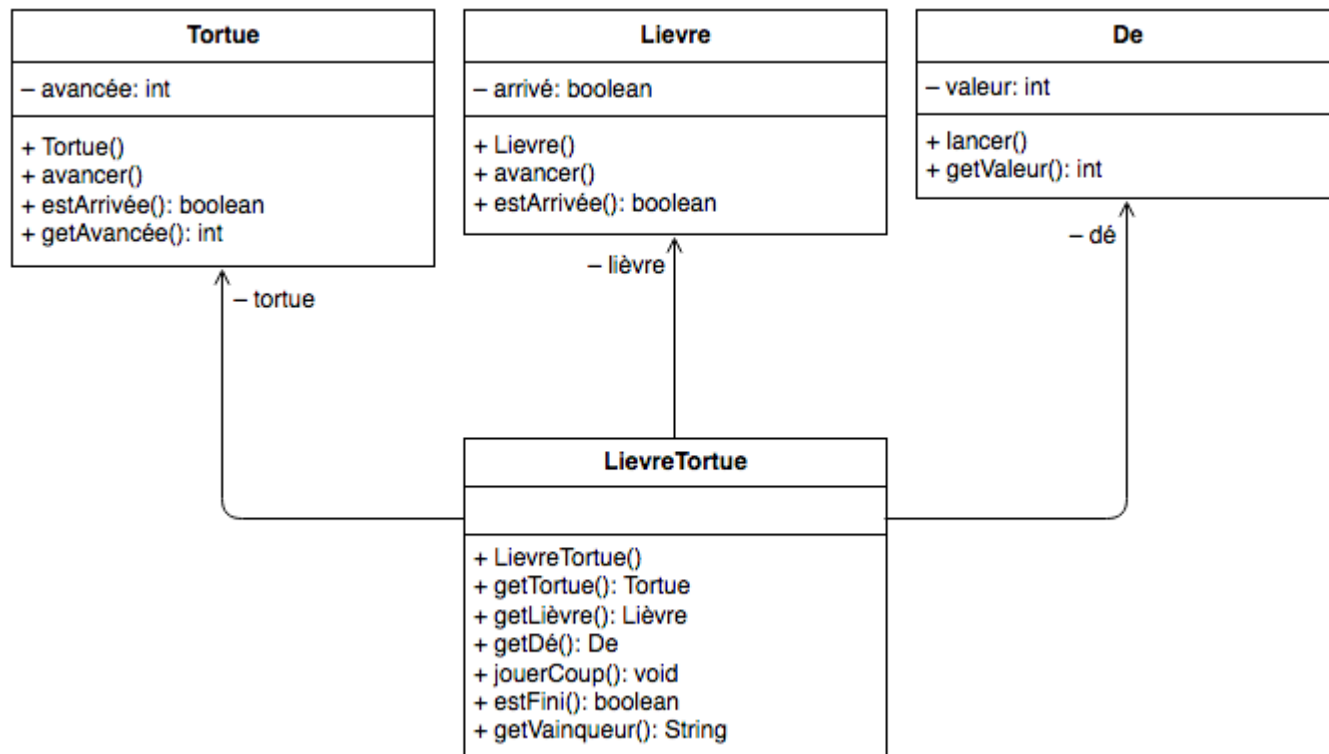 Tortue
– avancée: int
+ Tortue()
+ avancer()
+ estArrivée(): boolean
+ getAvancée(): int
Lievre
– arrivé: boolean
+ Lievre()
+ avancer()
+ estArrivée(): boolean
De
– valeur: int
+ lancer()
+ getValeur(): int
– tortue
– lièvre
– dé
LievreTortue
+ LievreTortue()
+ getTortue(): Tortue
+ getLièvre(): Lièvre
+ getDé(): De
+ jouerCoup(): void
+ estFini(): boolean
+ getVainqueur(): String